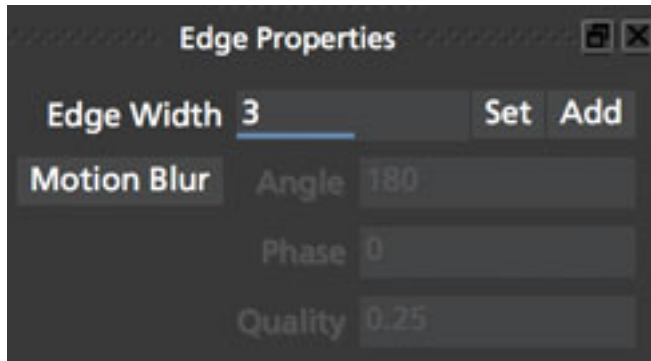 Edge Properties
Edge Width 3 Set Add
Motion Blur Angle 180
Phase 0
Quality 0.25